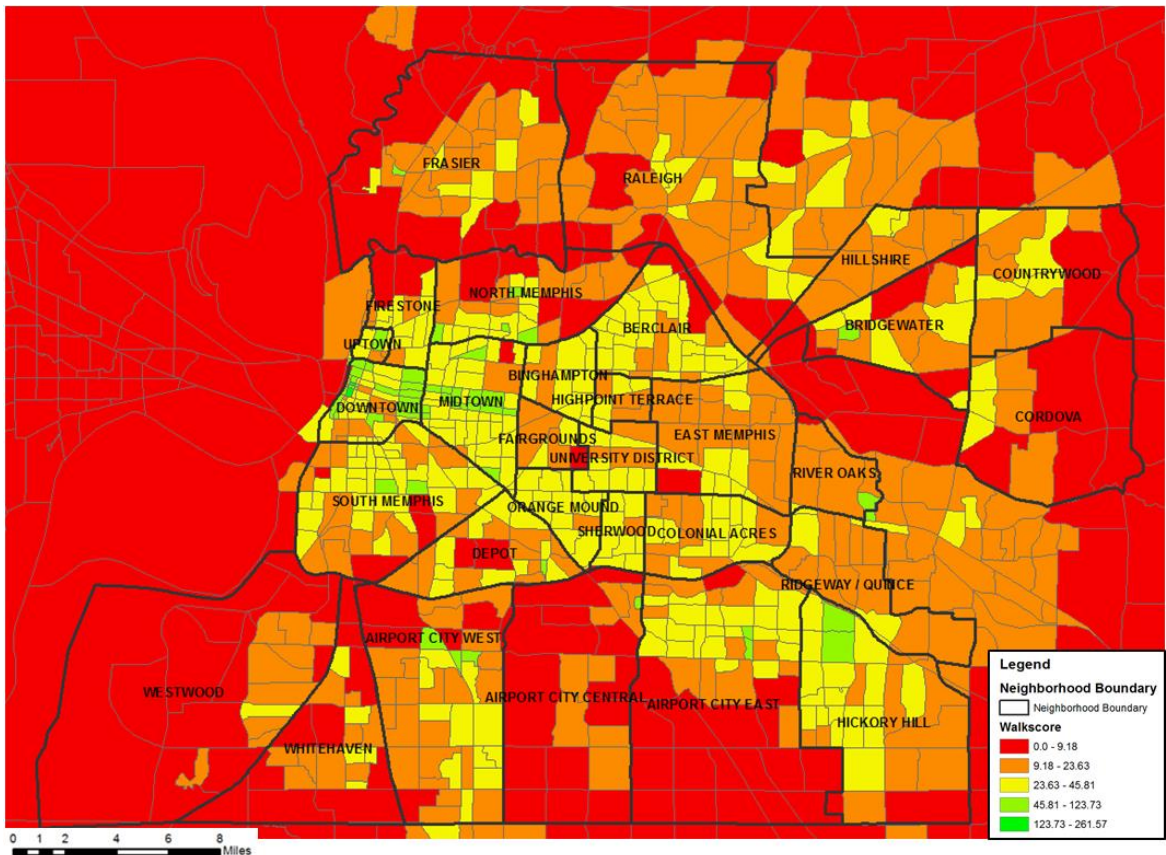 FRASIER
RALEIGH
HILLSHIRE
COUNTRYWOOD
NORTH MEMPHIS
FIRESTONE
BERCLAIR
BRIDGEWATER
UPTOWN
BINGHAMPTON
HIGHPOINT TERRACE
MIDTOWN
DOWNTOWN
CORDOVA
FAIRGROUNDS
EAST MEMPHIS
UNIVERSITY DISTRICT
RIVER OAKS
SOUTH MEMPHIS
ORANGE MOUND
SHERWOOD
COLONIAL ACRES
DEPOT
RIDGEWAY / QUINCE
AIRPORT CITY WEST
WESTWOOD
AIRPORT CITY CENTRAL
AIRPORT CITY EAST
HICKORY HILL
WHITEHAVEN
Legend
Neighborhood Boundary
Neighborhood Boundary
Walkscore
0.0 - 9.18
9.18 - 23.63
23.63 - 45.81
45.81 - 123.73
123.73 - 261.57
0 1 2 4 6 8
Miles